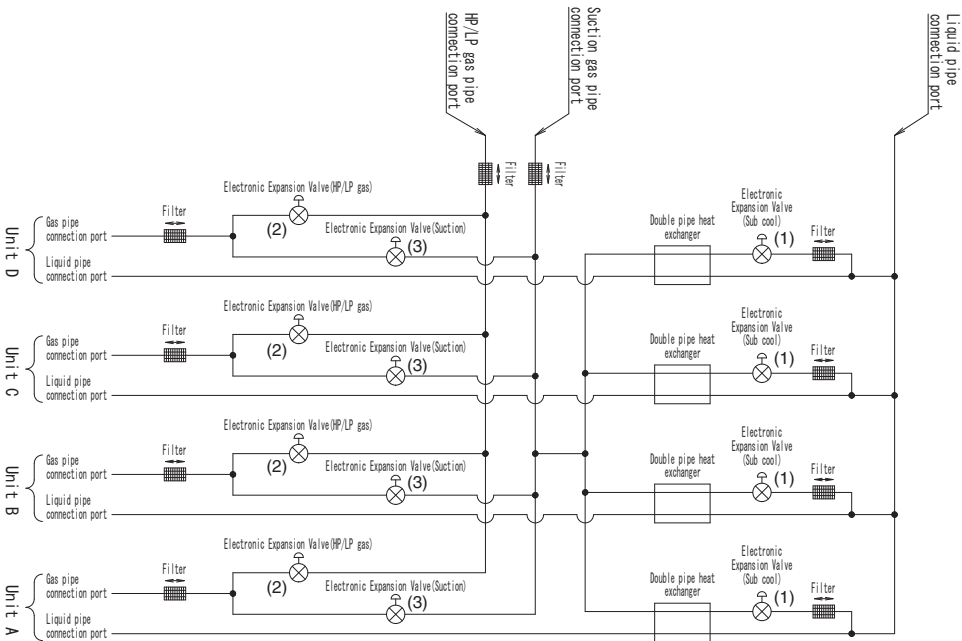 HP/LP gas pipe
connection port
Suction gas pipe
connection port
Liquid pipe
connection port
Filter
Filter
Unit D
Gas pipe
connection port
Liquid pipe
connection port
Filter
Electronic Expansion Valve(HP/LP gas)
(2)
Electronic Expansion Valve(Suction)
(3)
Double pipe heat
exchanger
Electronic
Expansion Valve
(Sub cool)
(1)
Filter
Unit C
Gas pipe
connection port
Liquid pipe
connection port
Filter
Electronic Expansion Valve(HP/LP gas)
(2)
Electronic Expansion Valve(Suction)
(3)
Double pipe heat
exchanger
Electronic
Expansion Valve
(Sub cool)
(1)
Filter
Unit B
Gas pipe
connection port
Liquid pipe
connection port
Filter
Electronic Expansion Valve(HP/LP gas)
(2)
Electronic Expansion Valve(Suction)
(3)
Double pipe heat
exchanger
Electronic
Expansion Valve
(Sub cool)
(1)
Filter
Unit A
Gas pipe
connection port
Liquid pipe
connection port
Filter
Electronic Expansion Valve(HP/LP gas)
(2)
Electronic Expansion Valve(Suction)
(3)
Double pipe heat
exchanger
Electronic
Expansion Valve
(Sub cool)
(1)
Filter